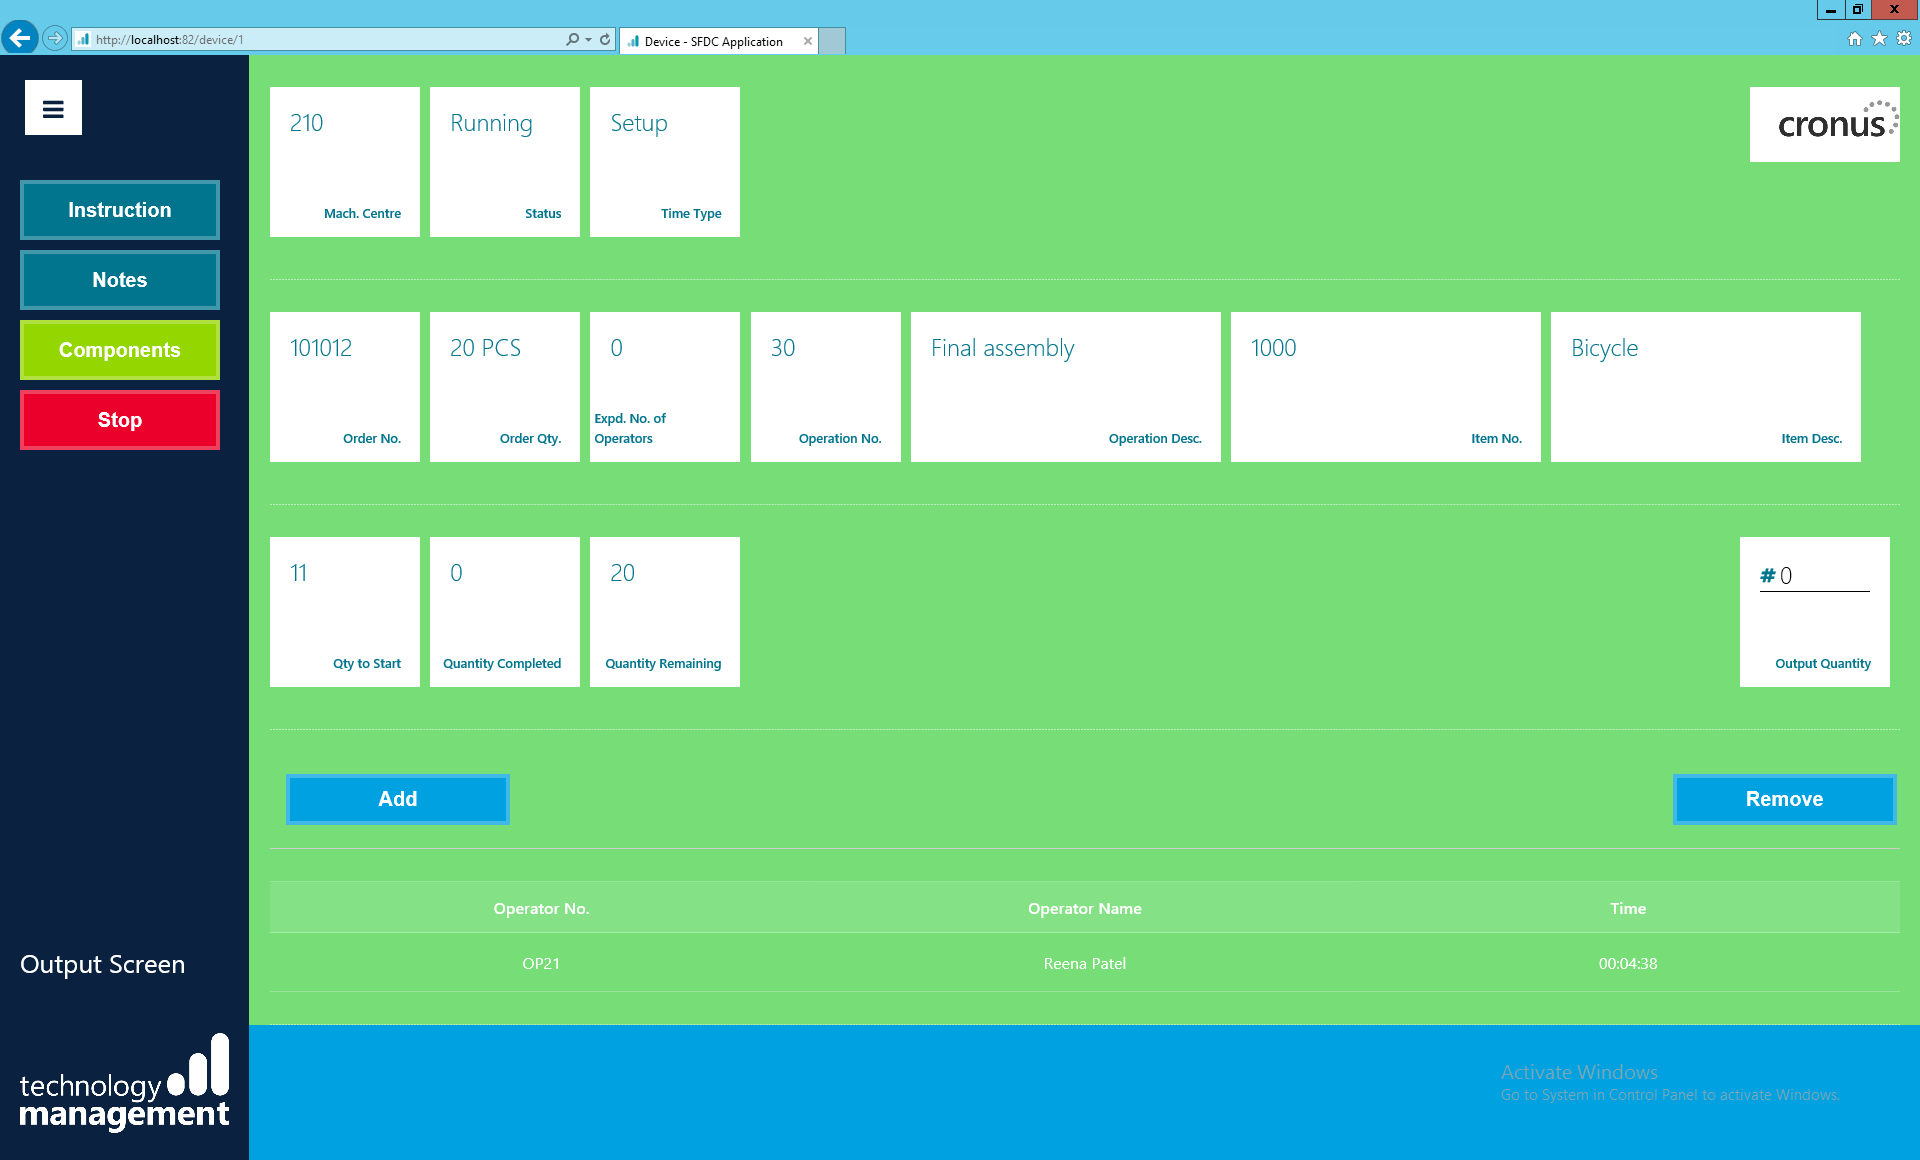 http://localhost:82/device/1
Device - SFDC Application
Instruction
Notes
Components
Stop
Output Screen
technology
management
210
Mach. Centre
Running
Status
Setup
Time Type
cronus
101012
Order No.
20 PCS
Order Qty.
0
Expd. No. of
Operators
30
Operation No.
Final assembly
Operation Desc.
1000
Item No.
Bicycle
Item Desc.
11
Qty to Start
0
Quantity Completed
20
Quantity Remaining
# 0
Output Quantity
Add
Remove
Operator No. Operator Name Time
OP21 Reena Patel 00:04:38
Activate Windows
Go to System in Control Panel to activate Windows.